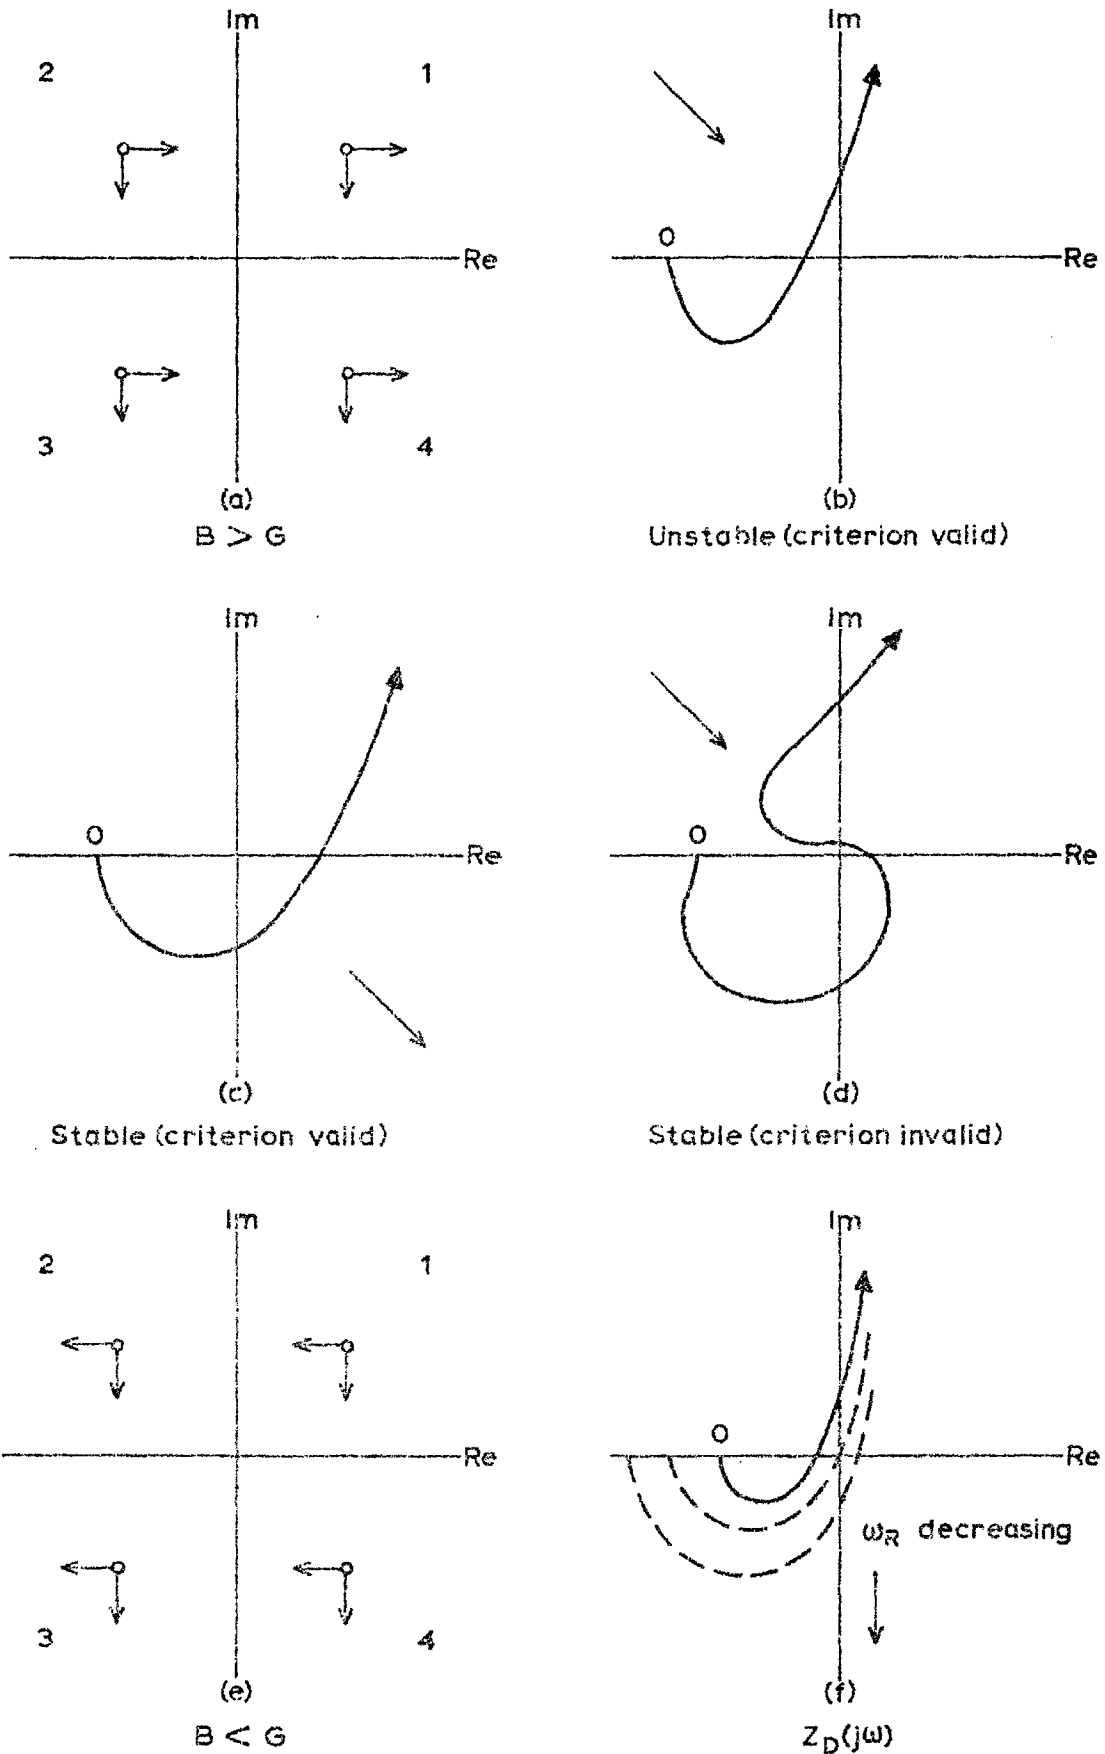 Im
2
1
Re
3
4
(a)
B > G
Im
O
Re
(b)
Unstable (criterion valid)
Im
O
Re
(c)
Stable (criterion valid)
Im
O
Re
(d)
Stable (criterion invalid)
Im
2
1
Re
3
4
(e)
B < G
Im
O
Re
ω_R decreasing
(f)
Z_D(jω)